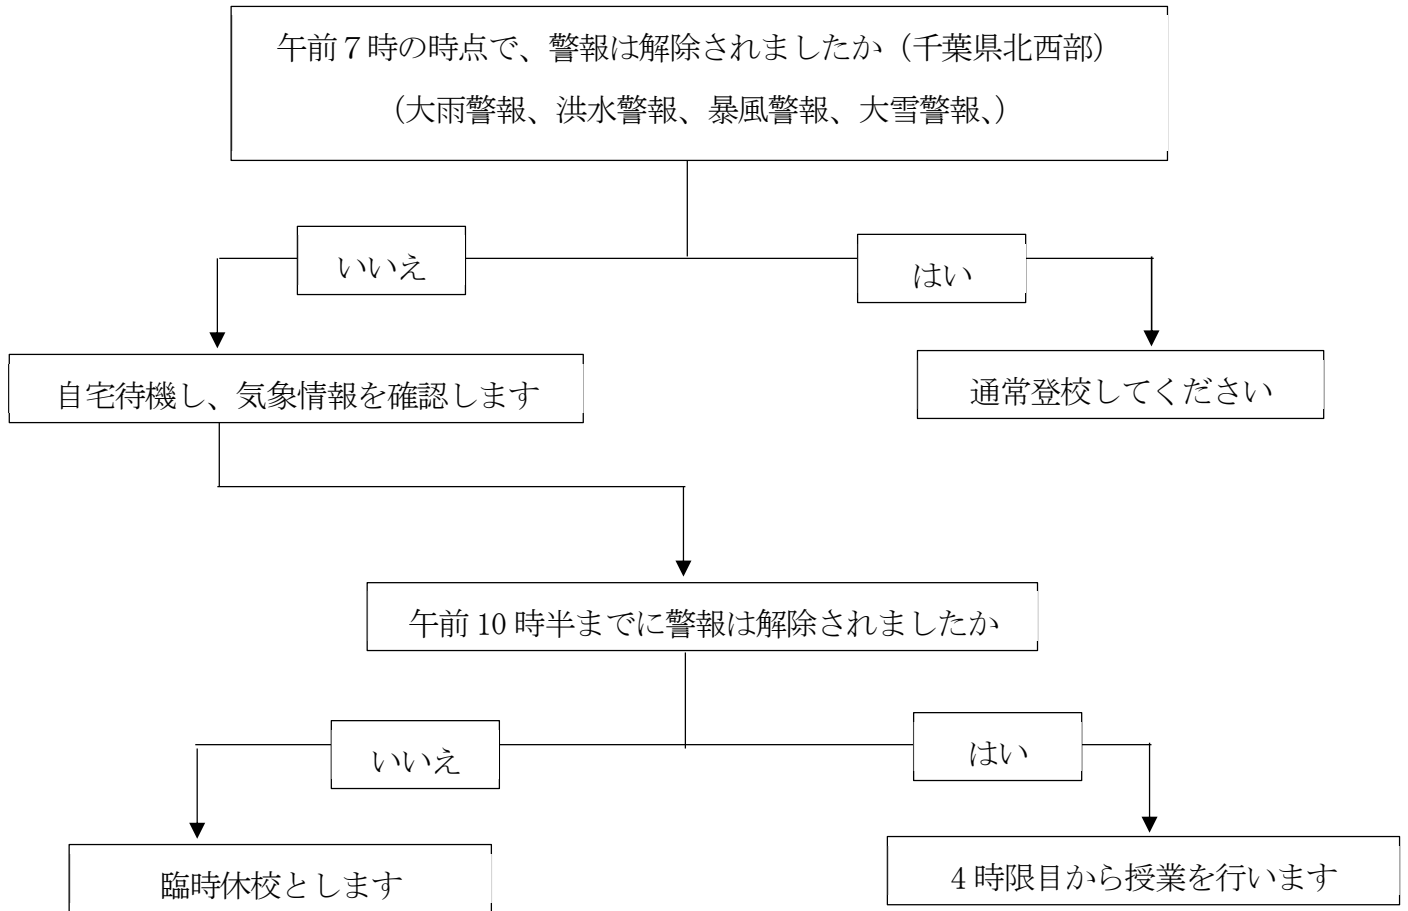 午前７時の時点で、警報は解除されましたか（千葉県北西部）
（大雨警報、洪水警報、暴風警報、大雪警報、）
いいえ
はい
自宅待機し、気象情報を確認します
通常登校してください
午前 10 時半までに警報は解除されましたか
いいえ
はい
臨時休校とします
４時限目から授業を行います